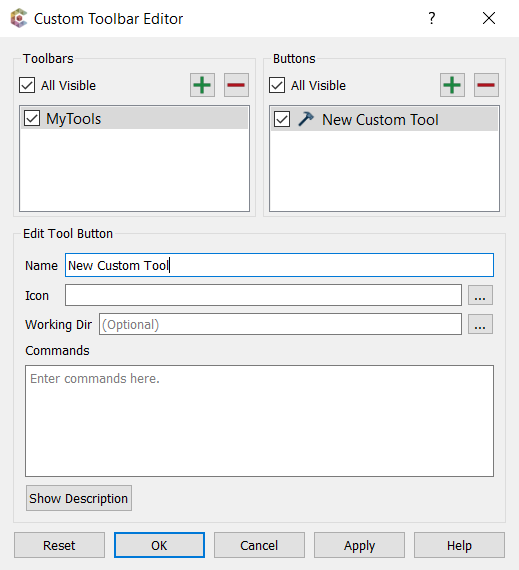 Custom Toolbar Editor ?
Toolbars Buttons
All Visible All Visible
MyTools New Custom Tool
Edit Tool Button
Name New Custom Tool
Icon ...
Working Dir (Optional) ...
Commands
Enter commands here.
Show Description
Reset OK Cancel Apply Help